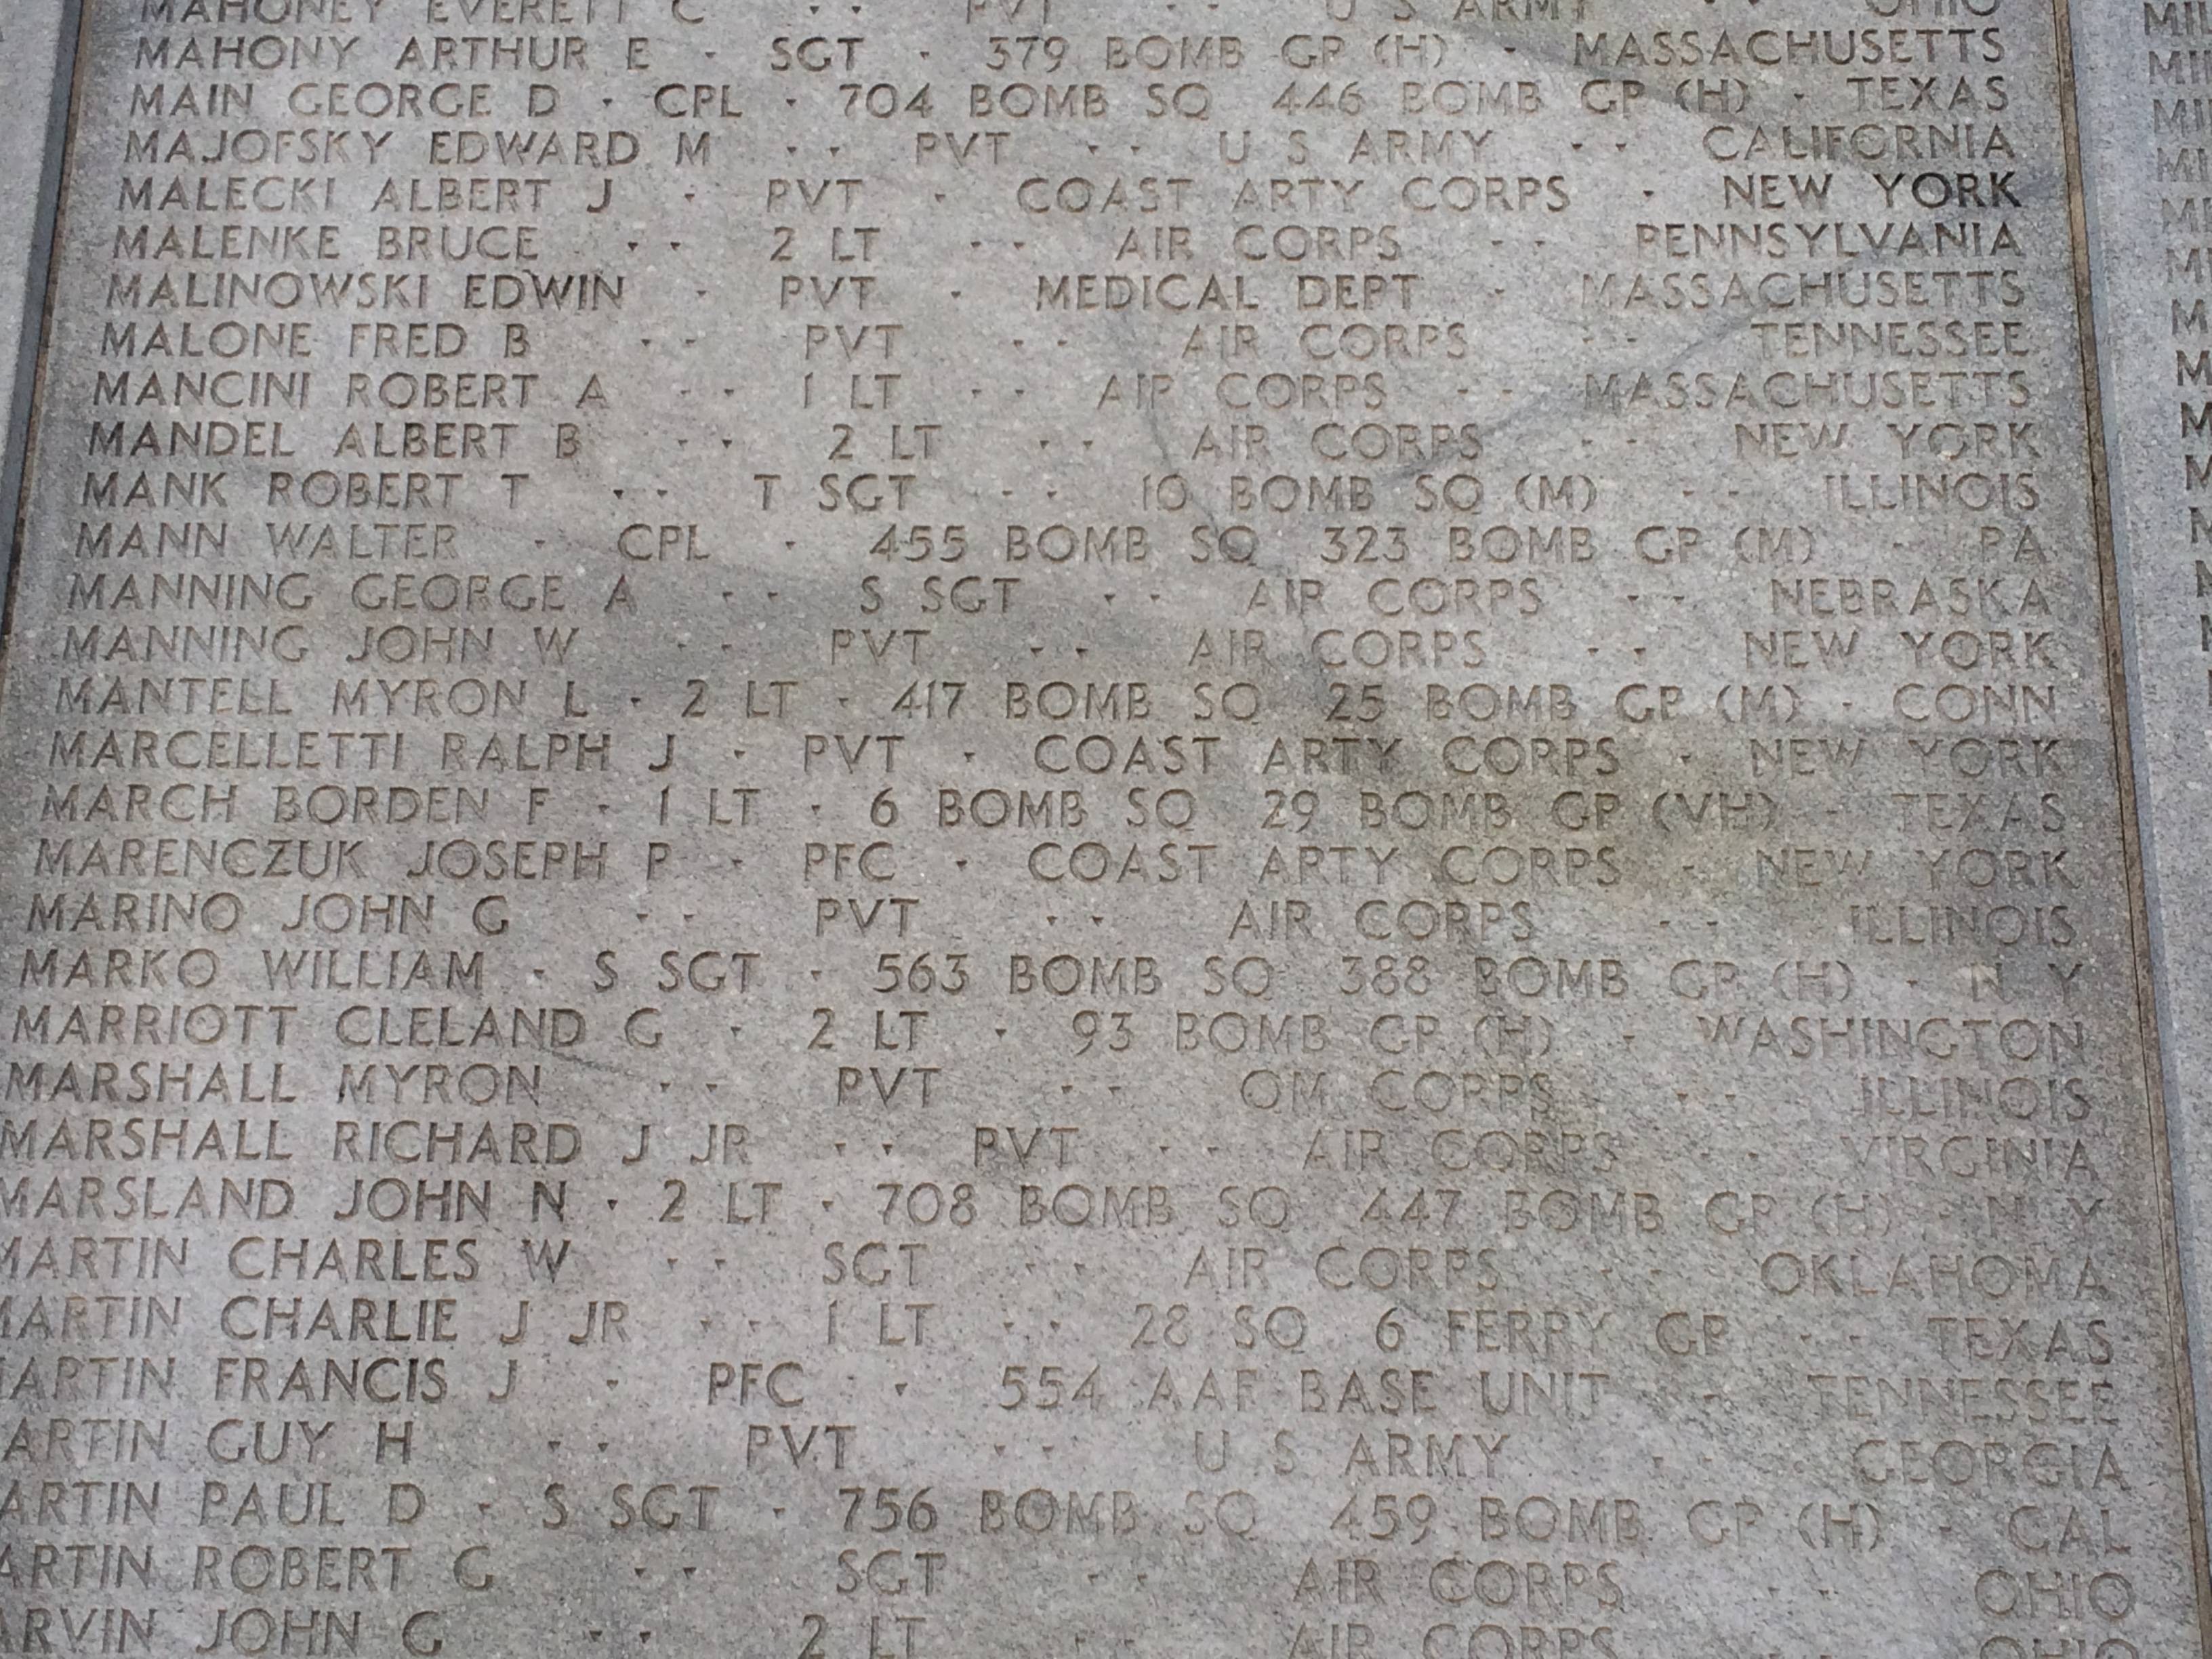 MAHONEY EVERETT C · · PVT · · U S ARMY · · OHIO
MAHONY ARTHUR E · SGT · 379 BOMB GP (H) · MASSACHUSETTS
MAIN GEORGE D · CPL · 704 BOMB SQ 446 BOMB GP (H) · TEXAS
MAJOFSKY EDWARD M · · PVT · · U S ARMY · · CALIFORNIA
MALECKI ALBERT J · PVT · COAST ARTY CORPS · NEW YORK
MALENKE BRUCE · · 2 LT · · AIR CORPS · · PENNSYLVANIA
MALINOWSKI EDWIN · PVT · MEDICAL DEPT · MASSACHUSETTS
MALONE FRED B · · PVT · · AIR CORPS · · TENNESSEE
MANCINI ROBERT A · · 1 LT · · AIR CORPS · · MASSACHUSETTS
MANDEL ALBERT B · · 2 LT · · AIR CORPS · · NEW YORK
MANK ROBERT T · · T SGT · · 10 BOMB SQ (M) · · ILLINOIS
MANN WALTER · CPL · 455 BOMB SQ 323 BOMB GP (M) · PA
MANNING GEORGE A · · S SGT · · AIR CORPS · · NEBRASKA
MANNING JOHN W · · PVT · · AIR CORPS · · NEW YORK
MANTELL MYRON L · 2 LT · 417 BOMB SQ 25 BOMB GP (M) · CONN
MARCELLETTI RALPH J · PVT · COAST ARTY CORPS · NEW YORK
MARCH BORDEN F · 1 LT · 6 BOMB SQ 29 BOMB GP (VH) · TEXAS
MARENCZUK JOSEPH P · PFC · COAST ARTY CORPS · NEW YORK
MARINO JOHN G · · PVT · · AIR CORPS · · ILLINOIS
MARKO WILLIAM · S SGT · 563 BOMB SQ 388 BOMB GP (H) · N Y
MARRIOTT CLELAND G · 2 LT · 93 BOMB GP (H) · WASHINGTON
MARSHALL MYRON · · PVT · · QM CORPS · · ILLINOIS
MARSHALL RICHARD J JR · · PVT · · AIR CORPS · · VIRGINIA
MARSLAND JOHN N · 2 LT · 708 BOMB SQ 447 BOMB GP (H) · N Y
MARTIN CHARLES W · · SGT · · AIR CORPS · · OKLAHOMA
MARTIN CHARLIE J JR · · 1 LT · · 28 SQ 6 FERRY GP · · TEXAS
MARTIN FRANCIS J · PFC · 554 AAF BASE UNIT · TENNESSEE
ARTIN GUY H · · PVT · · U S ARMY · · GEORGIA
ARTIN PAUL D · S SGT · 756 BOMB SQ 459 BOMB GP (H) · CAL
ARTIN ROBERT G · · SGT · · AIR CORPS · · OHIO
ARVIN JOHN G · · 2 LT · · AIR CORPS · · OHIO